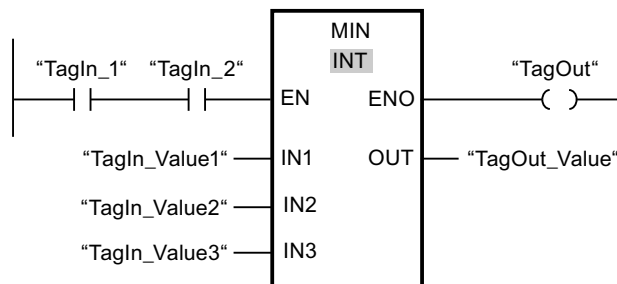 MIN
INT
“TagIn_1“ “TagIn_2“ “TagOut“
EN ENO
“TagIn_Value1“ IN1 OUT “TagOut_Value“
“TagIn_Value2“ IN2
“TagIn_Value3“ IN3